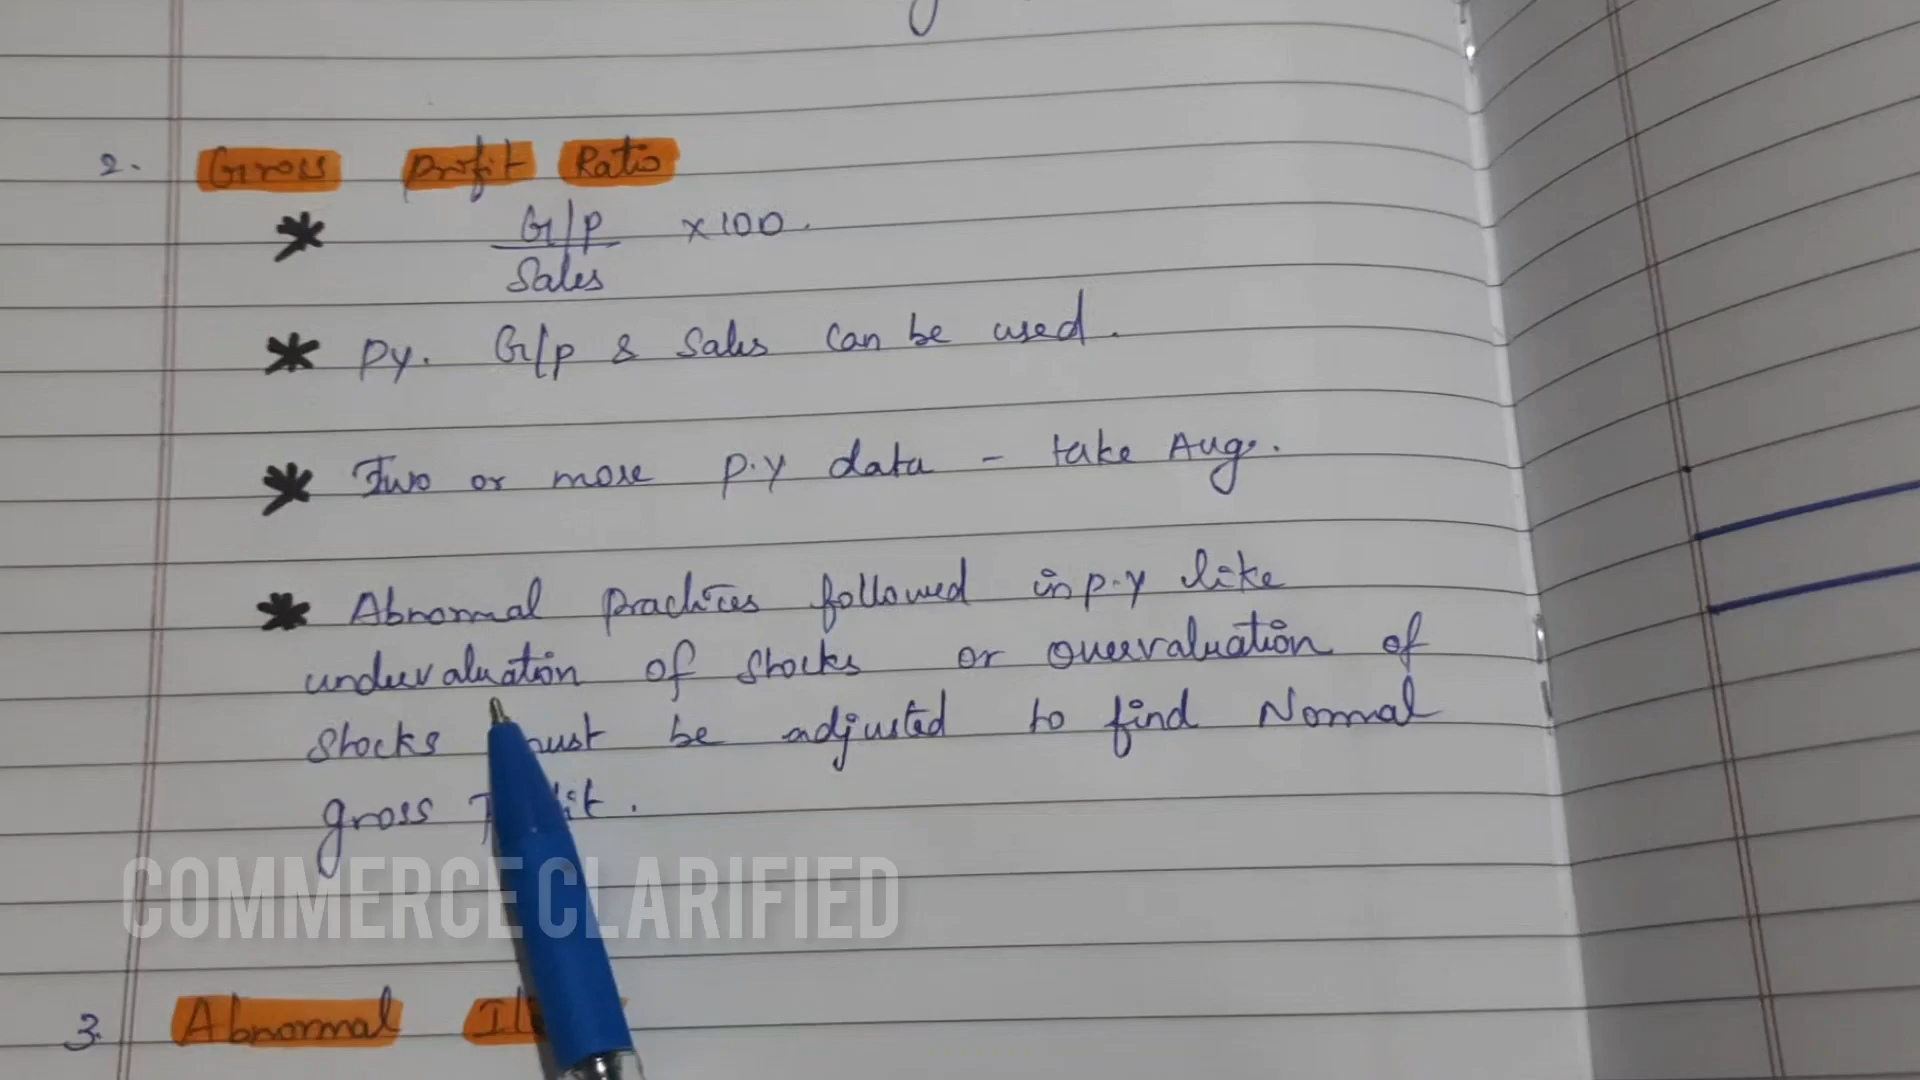 2. Gross Profit Ratio
* G/p x100.
Sales
* Py. G/p & Sales can be used.
* Two or more p.y data - take Avg.
* Abnormal practices followed in p.y like
undervaluation of stocks or overvaluation of
stocks must be adjusted to find Normal
gross
COMMERCE CLARIFIED
3. Abnormal